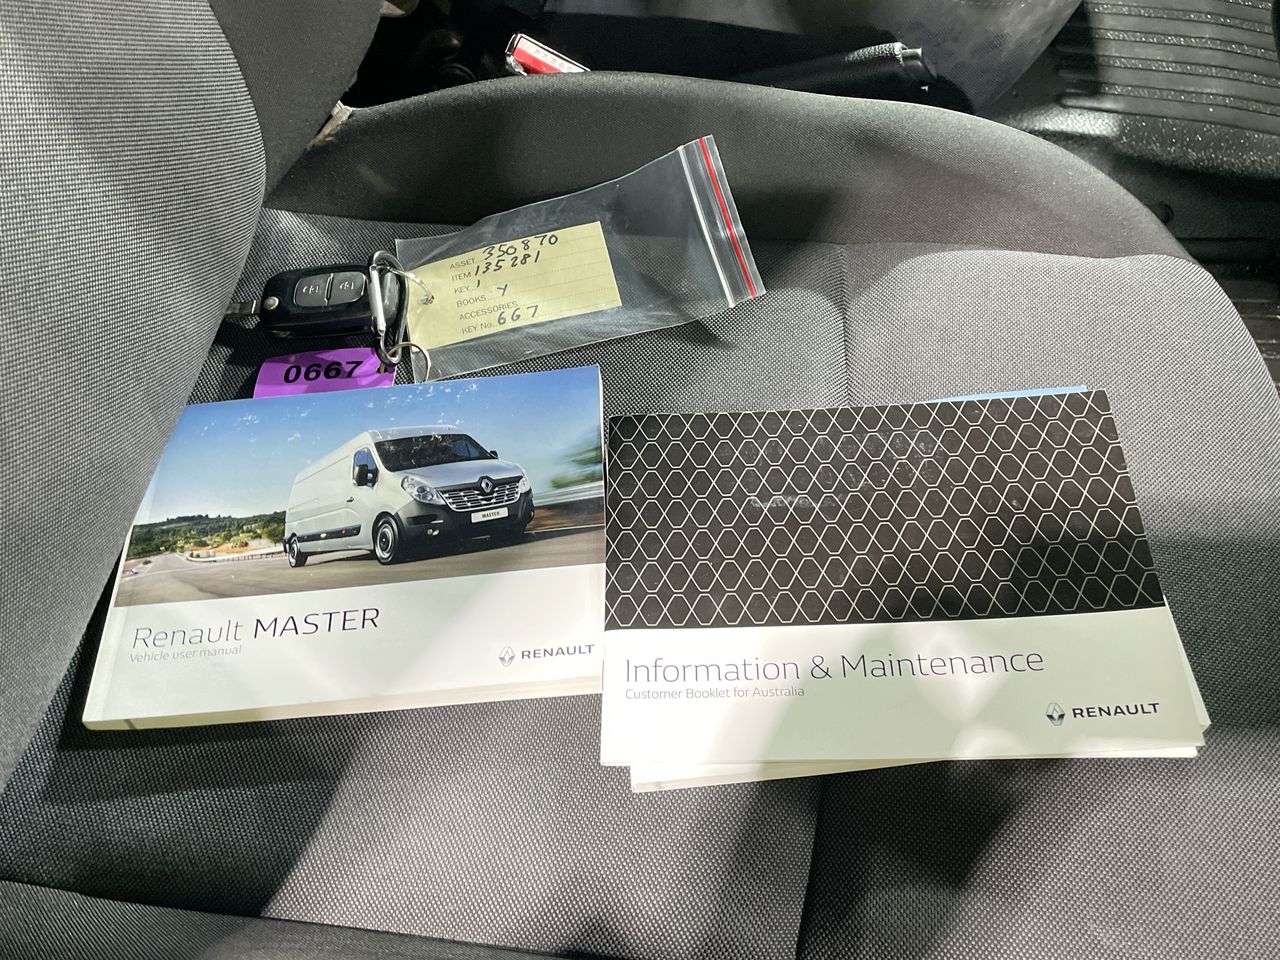 ASSET 350870
ITEM 135281
KEY 1
BOOKS Y
ACCESSORIES
KEY No. 667
0667
MASTER
Renault MASTER
Vehicle user manual
RENAULT
Information & Maintenance
Customer Booklet for Australia
RENAULT